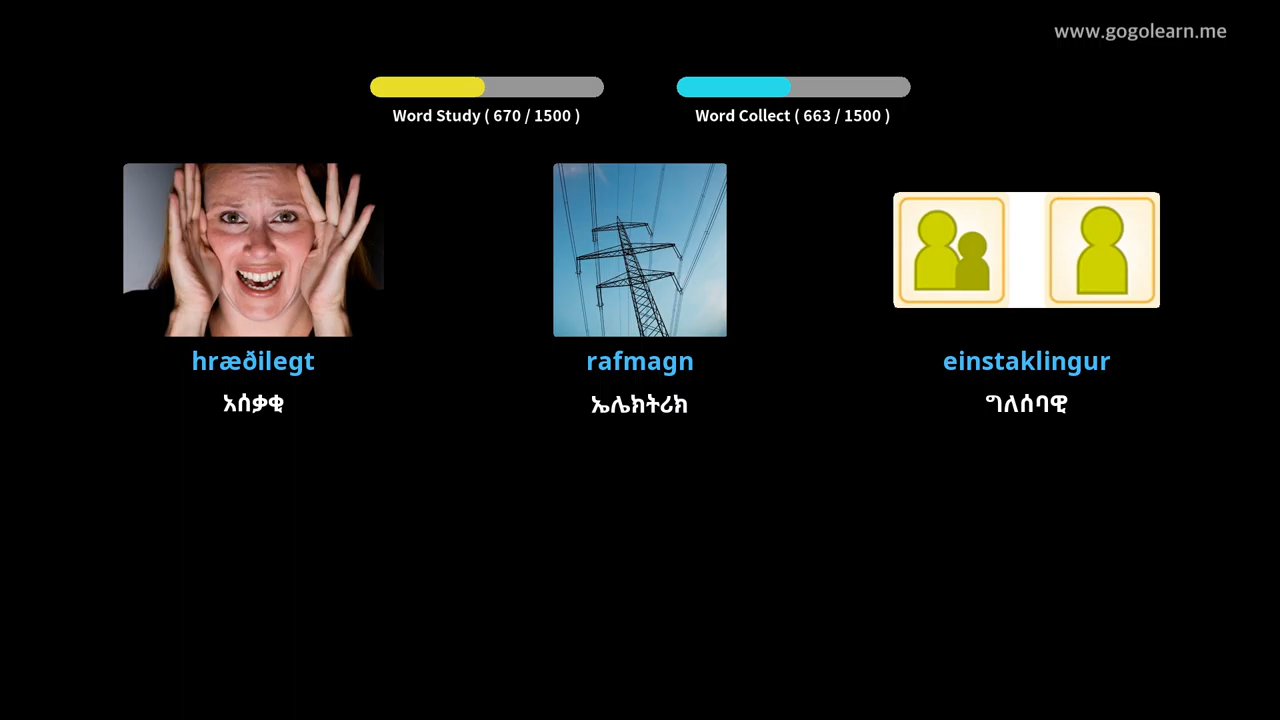 www.gogolearn.me
Word Study ( 670 / 1500 )
Word Collect ( 663 / 1500 )
hræðilegt
rafmagn
einstaklingur
አሰቃቂ
ኤሌክትሪክ
ግለሰባዊ